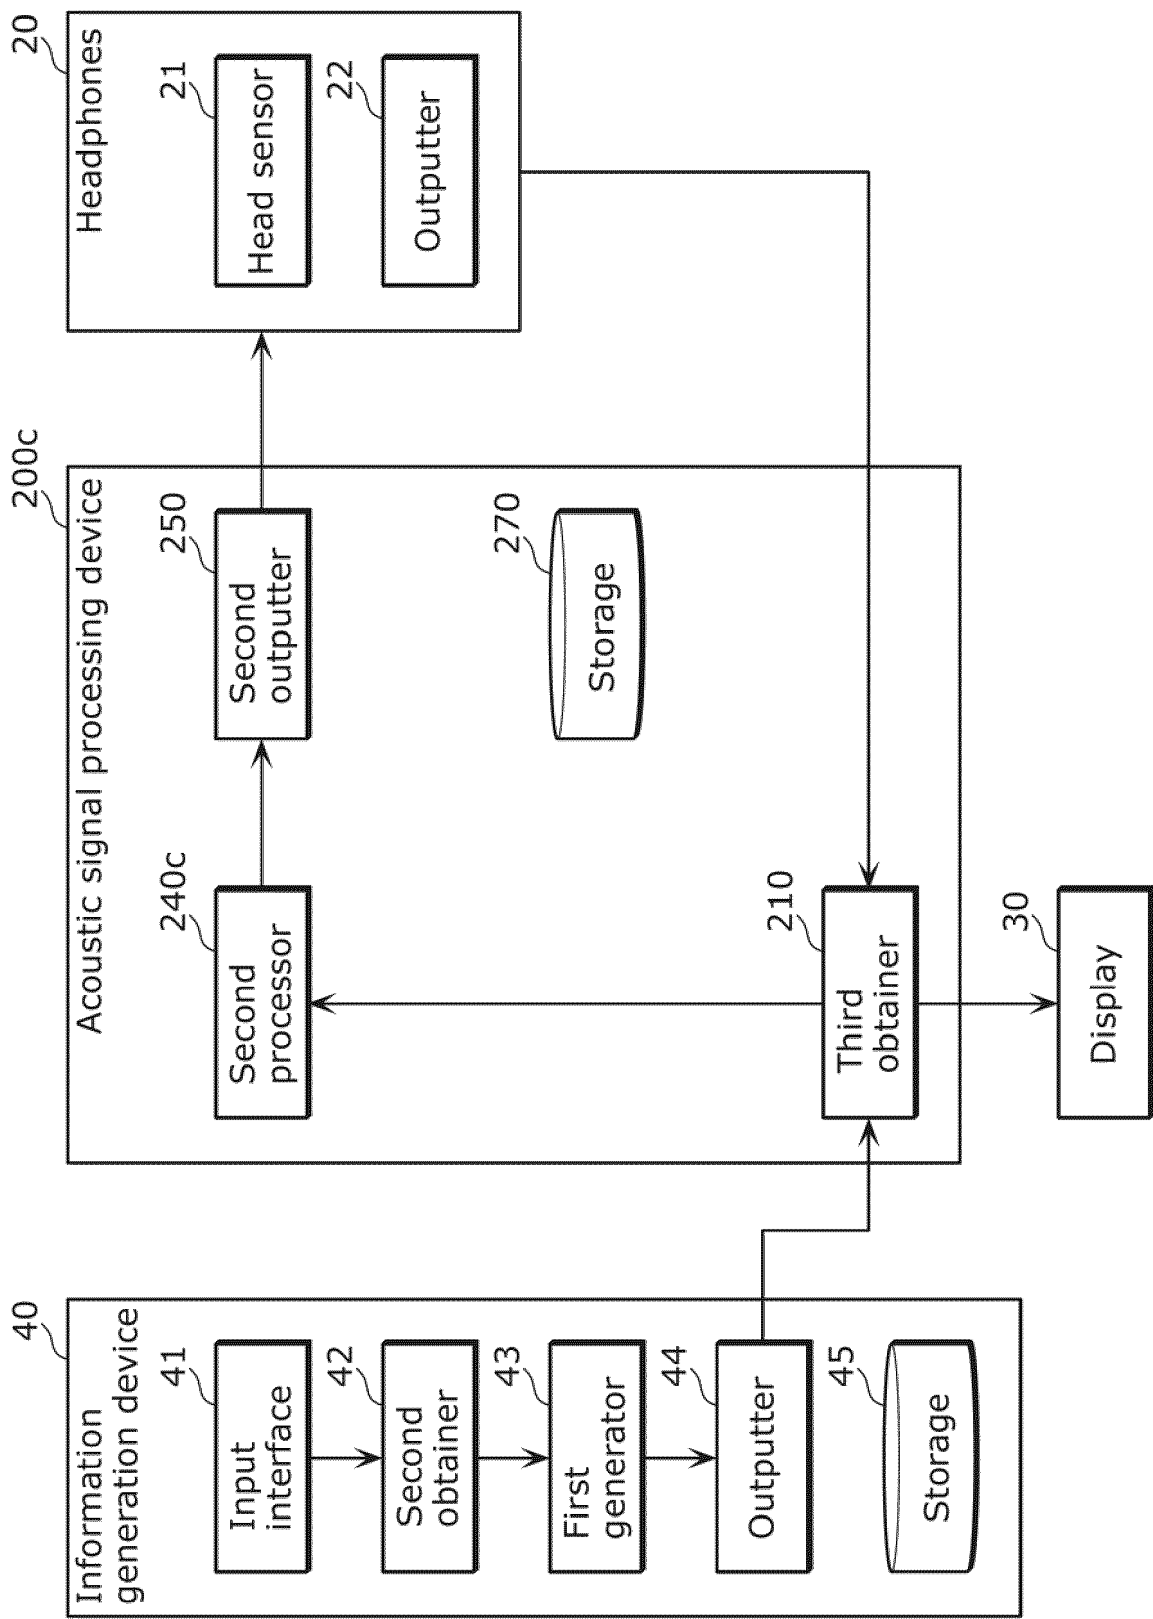 40
Information
generation device
41
Input
interface
42
Second
obtainer
43
First
generator
44
Outputter
45
Storage
200c
Acoustic signal processing device
240c
Second
processor
250
Second
outputter
270
Storage
210
Third
obtainer
30
Display
20
Headphones
21
Head sensor
22
Outputter